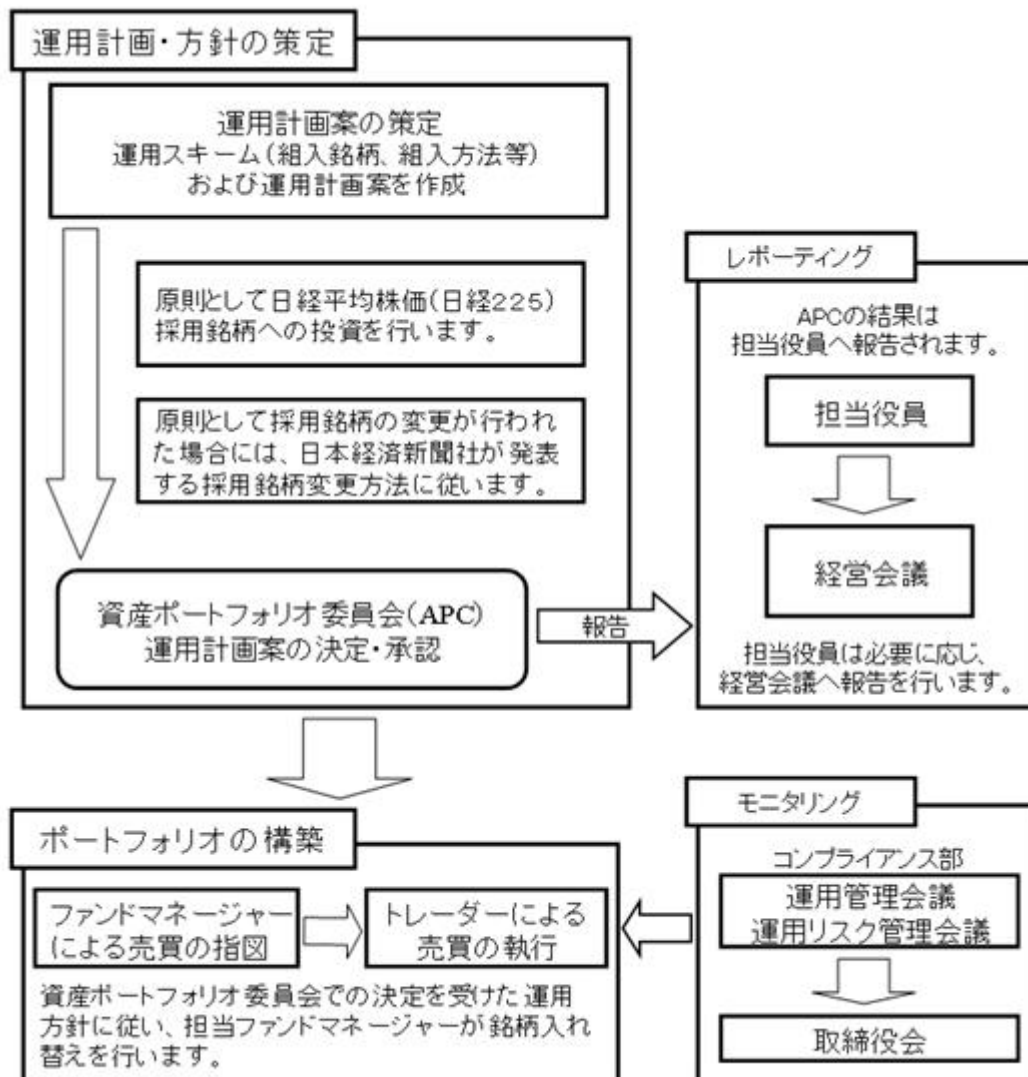 運用計画・方針の策定
運用計画案の策定
運用スキーム(組入銘柄、組入方法等)
および運用計画案を作成
原則として日経平均株価(日経225)
採用銘柄への投資を行います。
原則として採用銘柄の変更が行われ
た場合には、日本経済新聞社が発表
する採用銘柄変更方法に従います。
資産ポートフォリオ委員会(APC)
運用計画案の決定・承認
報告
レポーティング
APCの結果は
担当役員へ報告されます。
担当役員
経営会議
担当役員は必要に応じ、
経営会議へ報告を行います。
ポートフォリオの構築
ファンドマネージャー
による売買の指図
トレーダーによる
売買の執行
資産ポートフォリオ委員会での決定を受けた運用
方針に従い、担当ファンドマネージャーが銘柄入れ
替えを行います。
モニタリング
コンプライアンス部
運用管理会議
運用リスク管理会議
取締役会